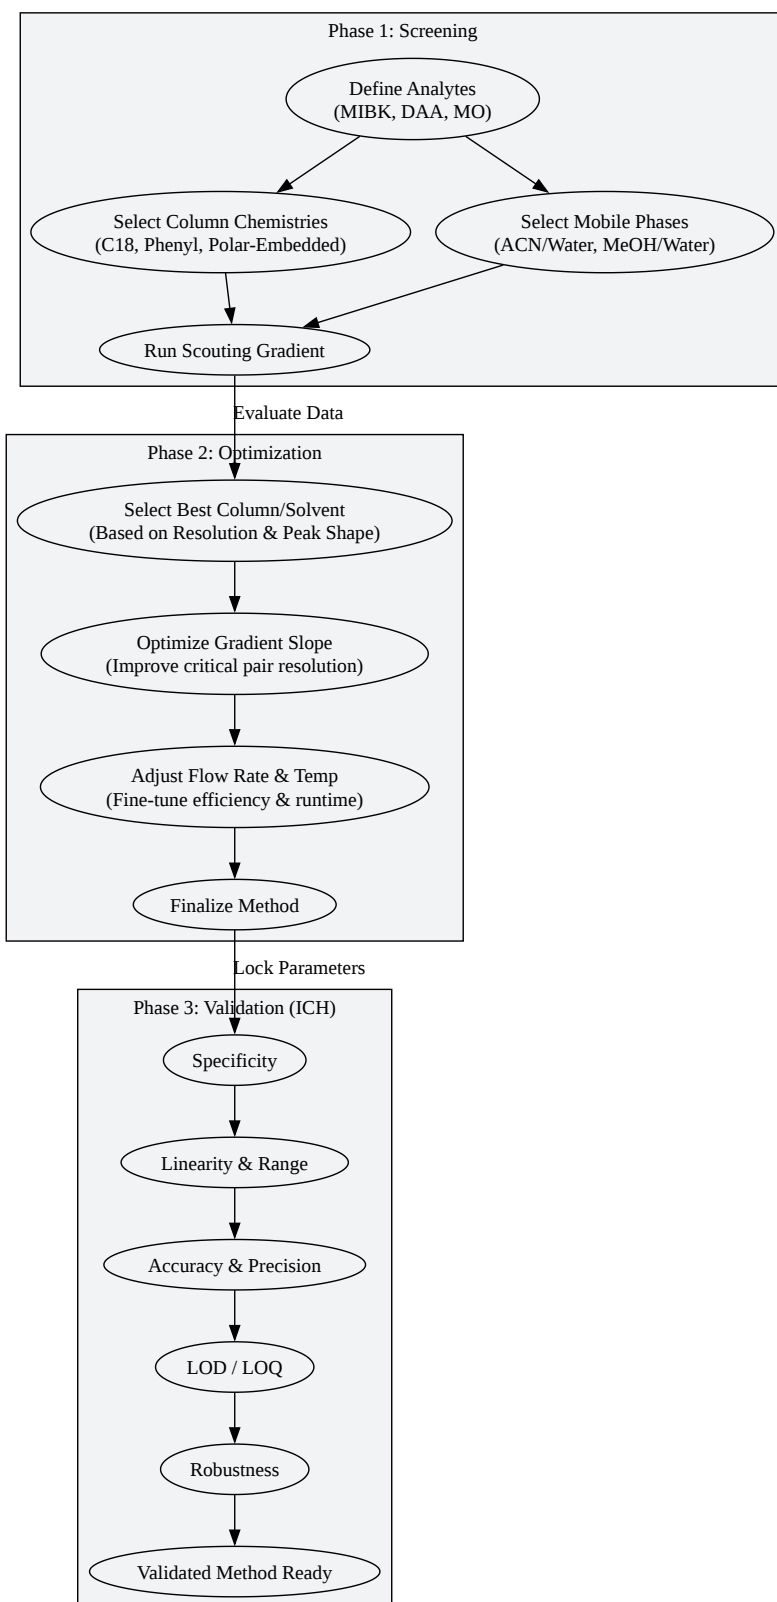 Phase 1: Screening
Define Analytes
(MIBK, DAA, MO)
Select Column Chemistries
(C18, Phenyl, Polar-Embedded)
Select Mobile Phases
(ACN/Water, MeOH/Water)
Run Scouting Gradient
Evaluate Data
Phase 2: Optimization
Select Best Column/Solvent
(Based on Resolution & Peak Shape)
Optimize Gradient Slope
(Improve critical pair resolution)
Adjust Flow Rate & Temp
(Fine-tune efficiency & runtime)
Finalize Method
Lock Parameters
Phase 3: Validation (ICH)
Specificity
Linearity & Range
Accuracy & Precision
LOD / LOQ
Robustness
Validated Method Ready